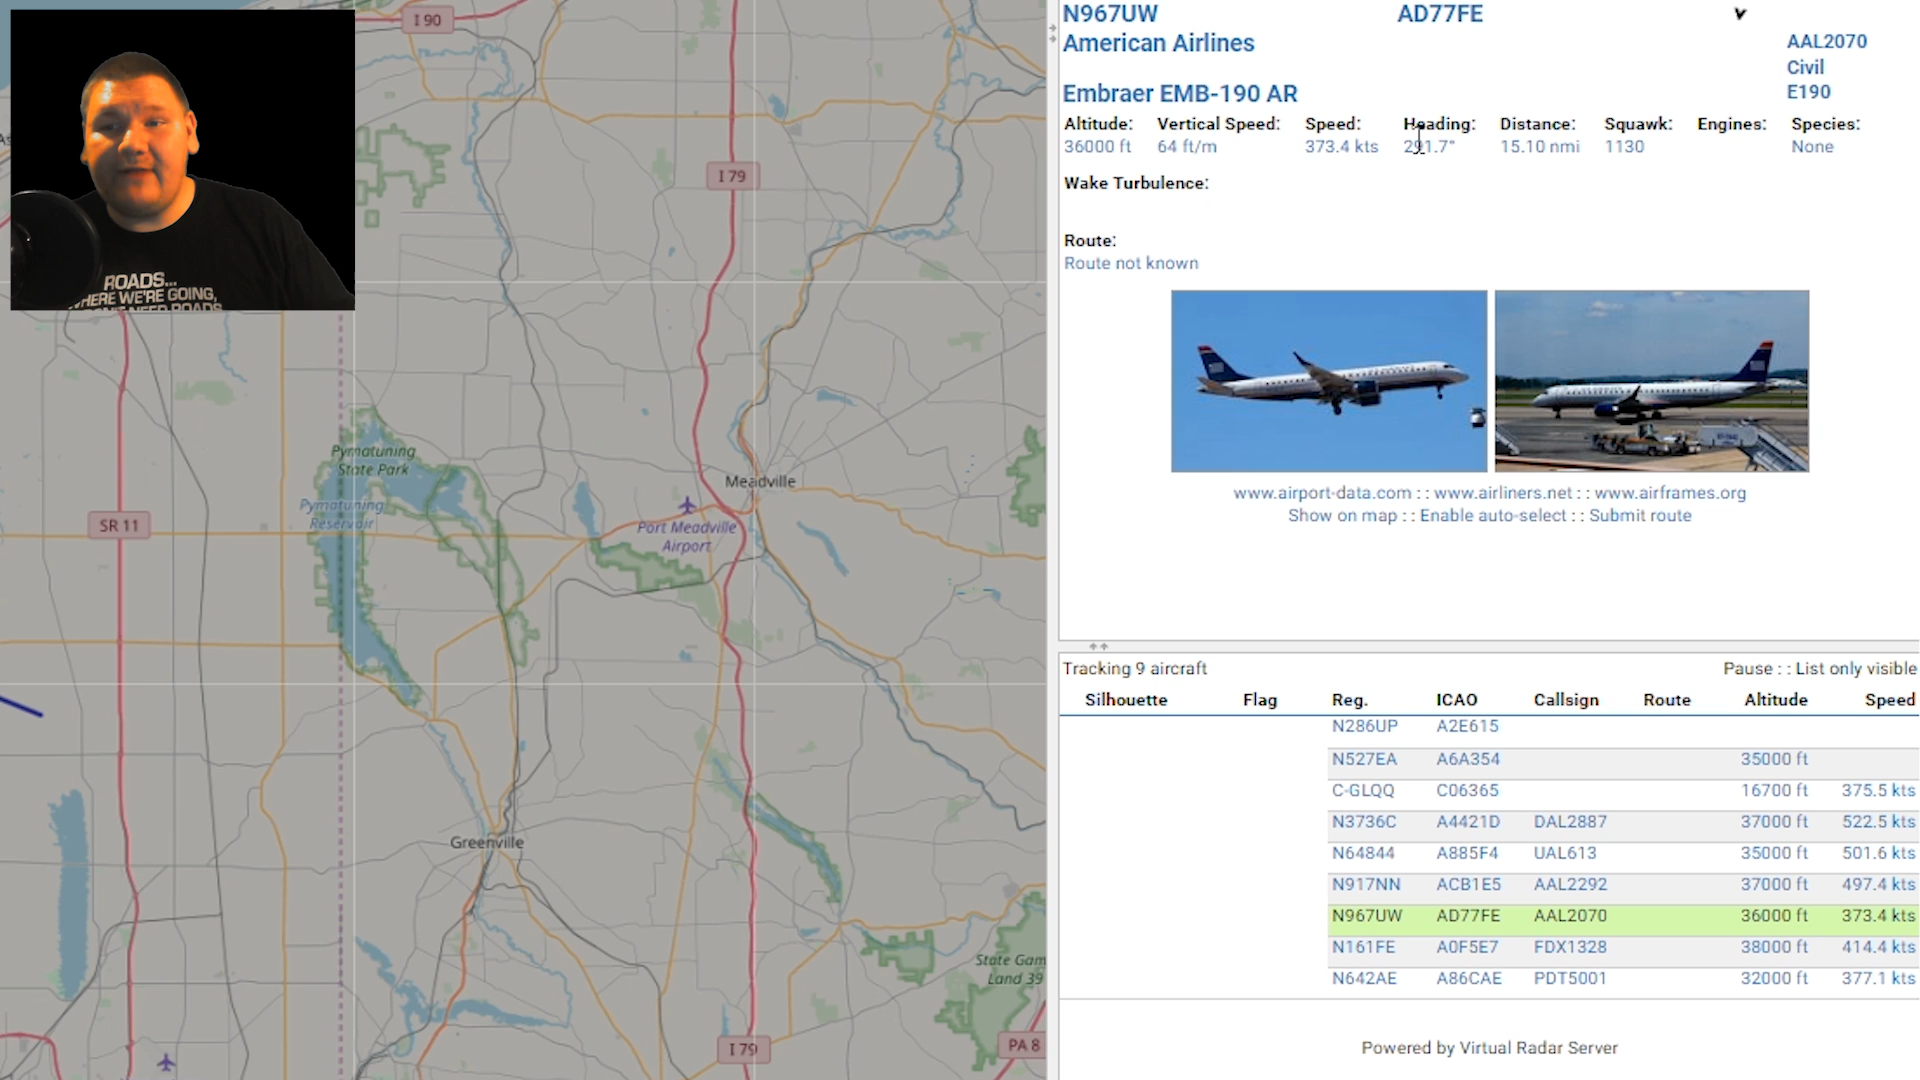 I 90
I 79
ROADS...
WHERE WE'RE GOING,
DON'T NEED ROADS
Pymatuning
State Park
Pymatuning
Reservoir
SR 11
Meadville
Port Meadville
Airport
Greenville
State Gam
Land 39
I 79
PA 8
N967UW AD77FE
American Airlines
AAL2070
Civil
Embraer EMB-190 AR
E190
Altitude: Vertical Speed: Speed: Heading: Distance: Squawk: Engines: Species:
36000 ft 64 ft/m 373.4 kts 291.7° 15.10 nmi 1130 None
Wake Turbulence:
Route:
Route not known
www.airport-data.com :: www.airliners.net :: www.airframes.org
Show on map :: Enable auto-select :: Submit route
Tracking 9 aircraft Pause :: List only visible
Silhouette Flag Reg. ICAO Callsign Route Altitude Speed
N286UP A2E615
N527EA A6A354 35000 ft
C-GLQQ C06365 16700 ft 375.5 kts
N3736C A4421D DAL2887 37000 ft 522.5 kts
N64844 A885F4 UAL613 35000 ft 501.6 kts
N917NN ACB1E5 AAL2292 37000 ft 497.4 kts
N967UW AD77FE AAL2070 36000 ft 373.4 kts
N161FE A0F5E7 FDX1328 38000 ft 414.4 kts
N642AE A86CAE PDT5001 32000 ft 377.1 kts
Powered by Virtual Radar Server